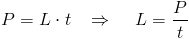 P = L · t ⇒ L = P/t